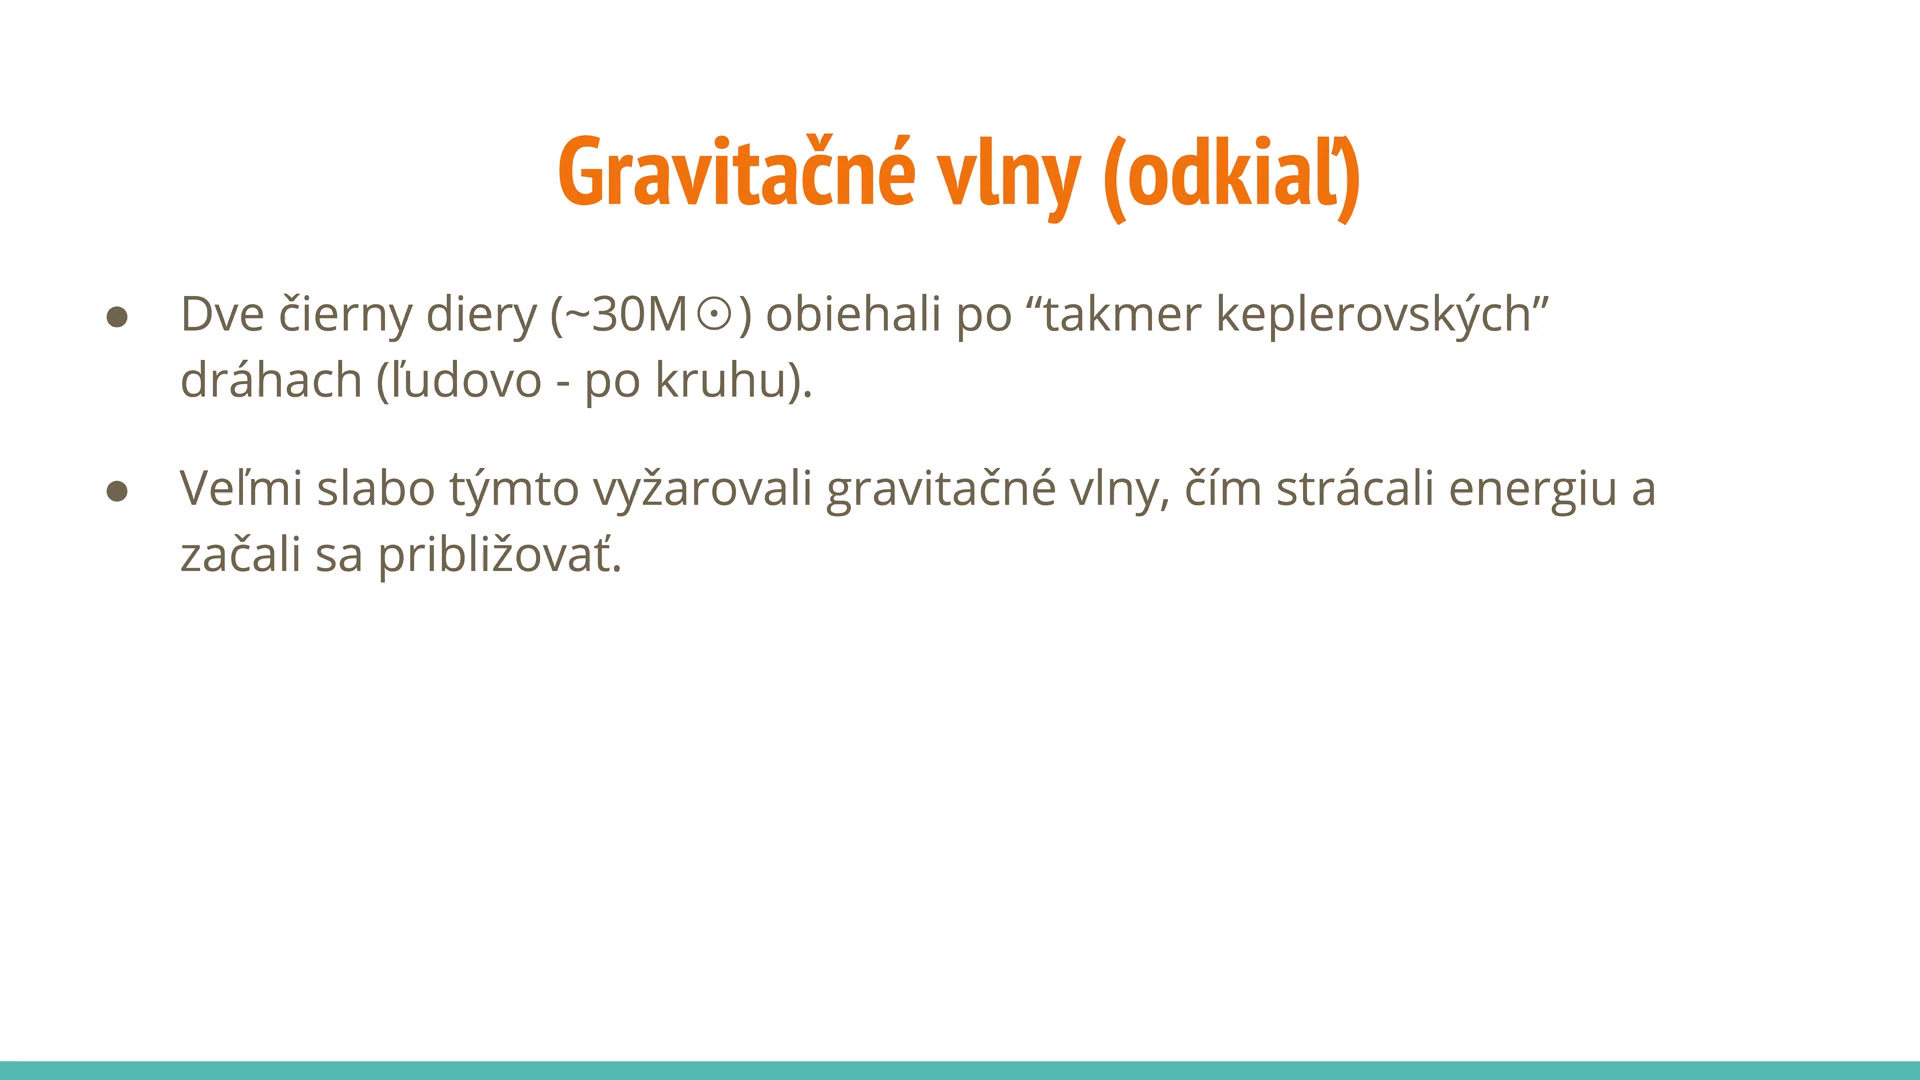 Gravitačné vlny (odkiaľ)
● Dve čierny diery (~30M☉) obiehali po “takmer keplerovských”
dráhach (ľudovo - po kruhu).
● Veľmi slabo týmto vyžarovali gravitačné vlny, čím strácali energiu a
začali sa približovať.